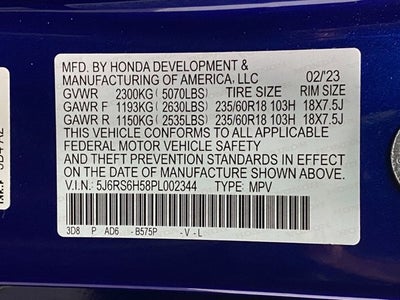 MFD. BY HONDA DEVELOPMENT &
MANUFACTURING OF AMERICA, LLC 02/'23
GVWR 2300KG (5070LBS) TIRE SIZE RIM SIZE
GAWR F 1193KG (2630LBS) 235/60R18 103H 18X7.5J
GAWR R 1150KG (2535LBS) 235/60R18 103H 18X7.5J
THIS VEHICLE CONFORMS TO ALL APPLICABLE
FEDERAL MOTOR VEHICLE SAFETY
AND THEFT PREVENTION STANDARDS IN EFFECT ON
THE DATE OF MANUFACTURE SHOWN ABOVE.
V.I.N.: 5J6RS6H58PL002344 TYPE: MPV
3D8 P AD6 -B575P -V-L